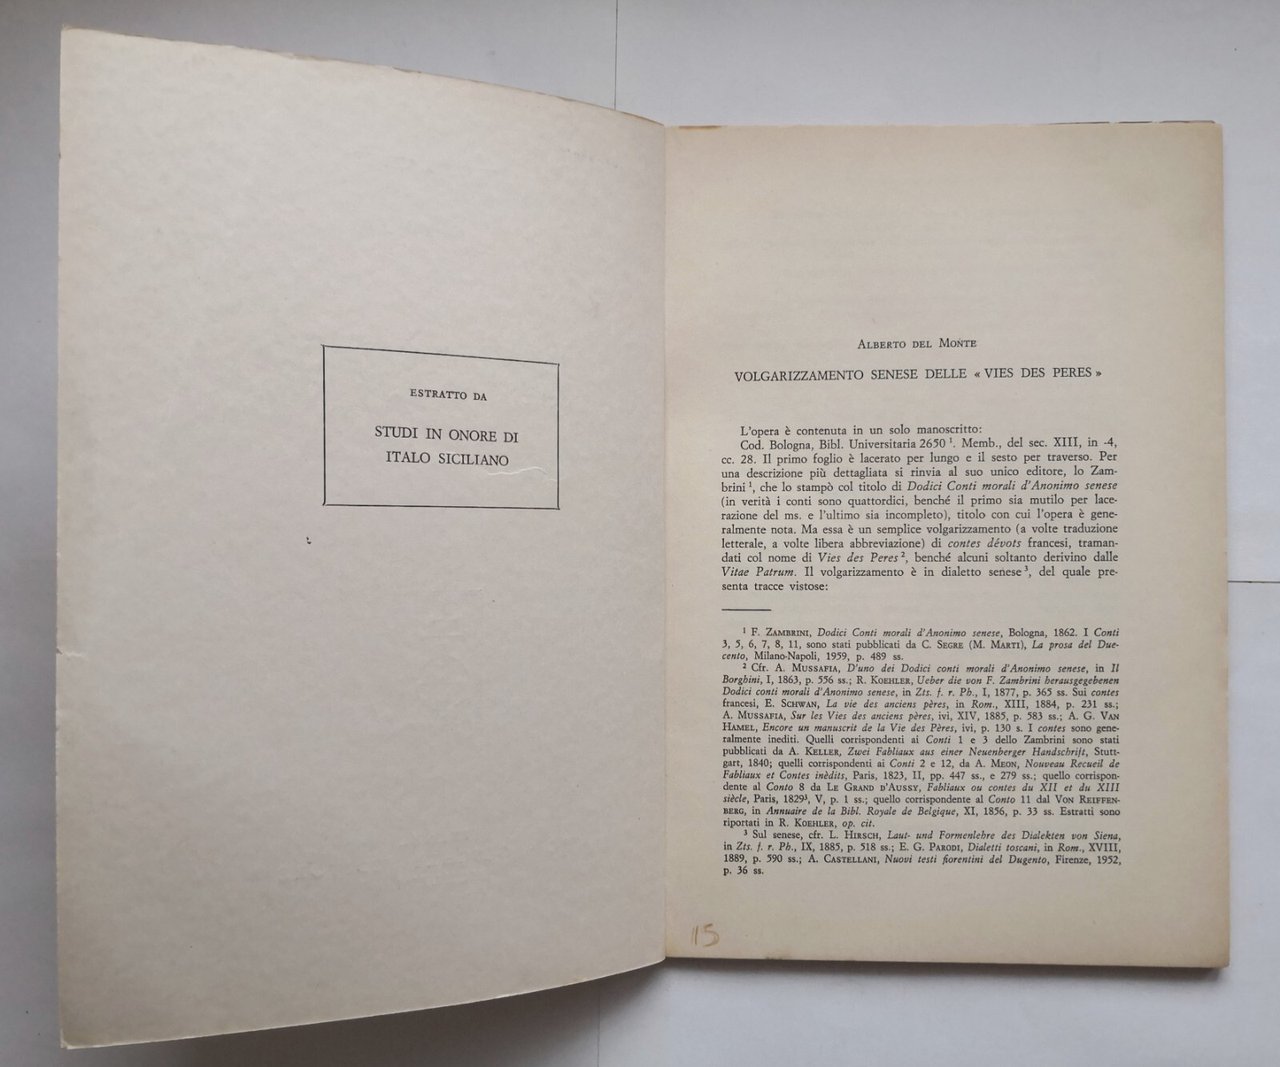 ESTRATTO DA
STUDI IN ONORE DI
ITALO SICILIANO
ALBERTO DEL MONTE
VOLGARIZZAMENTO SENESE DELLE « VIES DES PERES »
L'opera è contenuta in un solo manoscritto:
Cod. Bologna, Bibl. Universitaria 2650 ¹. Memb., del sec. XIII, in -4,
cc. 28. Il primo foglio è lacerato per lungo e il sesto per traverso. Per
una descrizione più dettagliata si rinvia al suo unico editore, lo Zam-
brini ¹, che lo stampò col titolo di Dodici Conti morali d'Anonimo senese
(in verità i conti sono quattordici, benché il primo sia mutilo per lace-
razione del ms. e l'ultimo sia incompleto), titolo con cui l'opera è gene-
ralmente nota. Ma essa è un semplice volgarizzamento (a volte traduzione
letterale, a volte libera abbreviazione) di contes dévots francesi, traman-
dati col nome di Vies des Peres ², benché alcuni soltanto derivino dalle
Vitae Patrum. Il volgarizzamento è in dialetto senese ³, del quale pre-
senta tracce vistose:
¹ F. ZAMBRINI, Dodici Conti morali d'Anonimo senese, Bologna, 1862. I Conti
3, 5, 6, 7, 8, 11, sono stati pubblicati da C. SEGRE (M. MARTI), La prosa del Due-
cento, Milano-Napoli, 1959, p. 489 ss.
² Cfr. A. MUSSAFIA, D'uno dei Dodici conti morali d'Anonimo senese, in Il
Borghini, I, 1863, p. 556 ss.; R. KOEHLER, Ueber die von F. Zambrini herausgegebenen
Dodici conti morali d'Anonimo senese, in Zts. f. r. Ph., I, 1877, p. 365 ss. Sui contes
francesi, E. SCHWAN, La vie des anciens pères, in Rom., XIII, 1884, p. 231 ss.;
A. MUSSAFIA, Sur les Vies des anciens pères, ivi, XIV, 1885, p. 583 ss.; A. G. VAN
HAMEL, Encore un manuscrit de la Vie des Pères, ivi, p. 130 s. I contes sono gene-
ralmente inediti. Quelli corrispondenti ai Conti 1 e 3 dello Zambrini sono stati
pubblicati da A. KELLER, Zwei Fabliaux aus einer Neuenberger Handschrift, Stutt-
gart, 1840; quelli corrispondenti ai Conti 2 e 12, da A. MEON, Nouveau Recueil de
Fabliaux et Contes inèdits, Paris, 1823, II, pp. 447 ss., e 279 ss.; quello corrispon-
dente al Conto 8 da LE GRAND D'AUSSY, Fabliaux ou contes du XII et du XIII
siècle, Paris, 1829³, V, p. 1 ss.; quello corrispondente al Conto 11 dal VON REIFFEN-
BERG, in Annuaire de la Bibl. Royale de Belgique, XI, 1856, p. 33 ss. Estratti sono
riportati in R. KOEHLER, op. cit.
³ Sul senese, cfr. L. HIRSCH, Laut- und Formenlehre des Dialekten von Siena,
in Zts. f. r. Ph., IX, 1885, p. 518 ss.; E. G. PARODI, Dialetti toscani, in Rom., XVIII,
1889, p. 590 ss.; A. CASTELLANI, Nuovi testi fiorentini del Dugento, Firenze, 1952,
p. 36 ss.
15